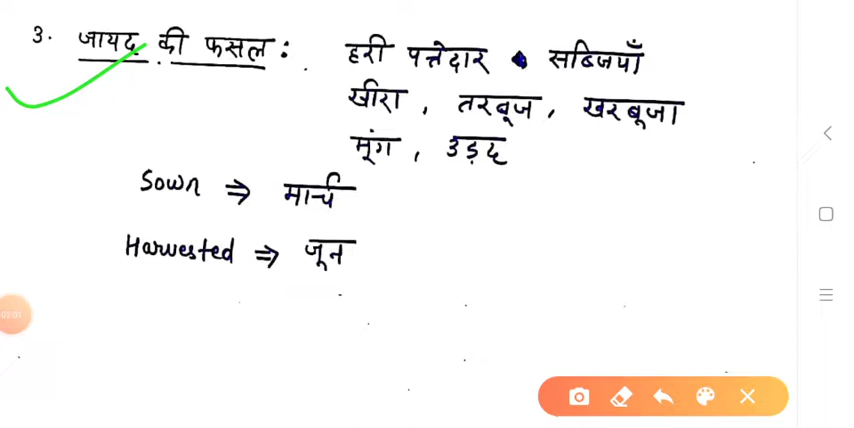 3. जायद की फसल : हरी पत्तेदार सब्जियाँ
खीरा , तरबूज , खरबूजा
मूंग , उड़द
Sown ⇒ मार्च
Harvested ⇒ जून